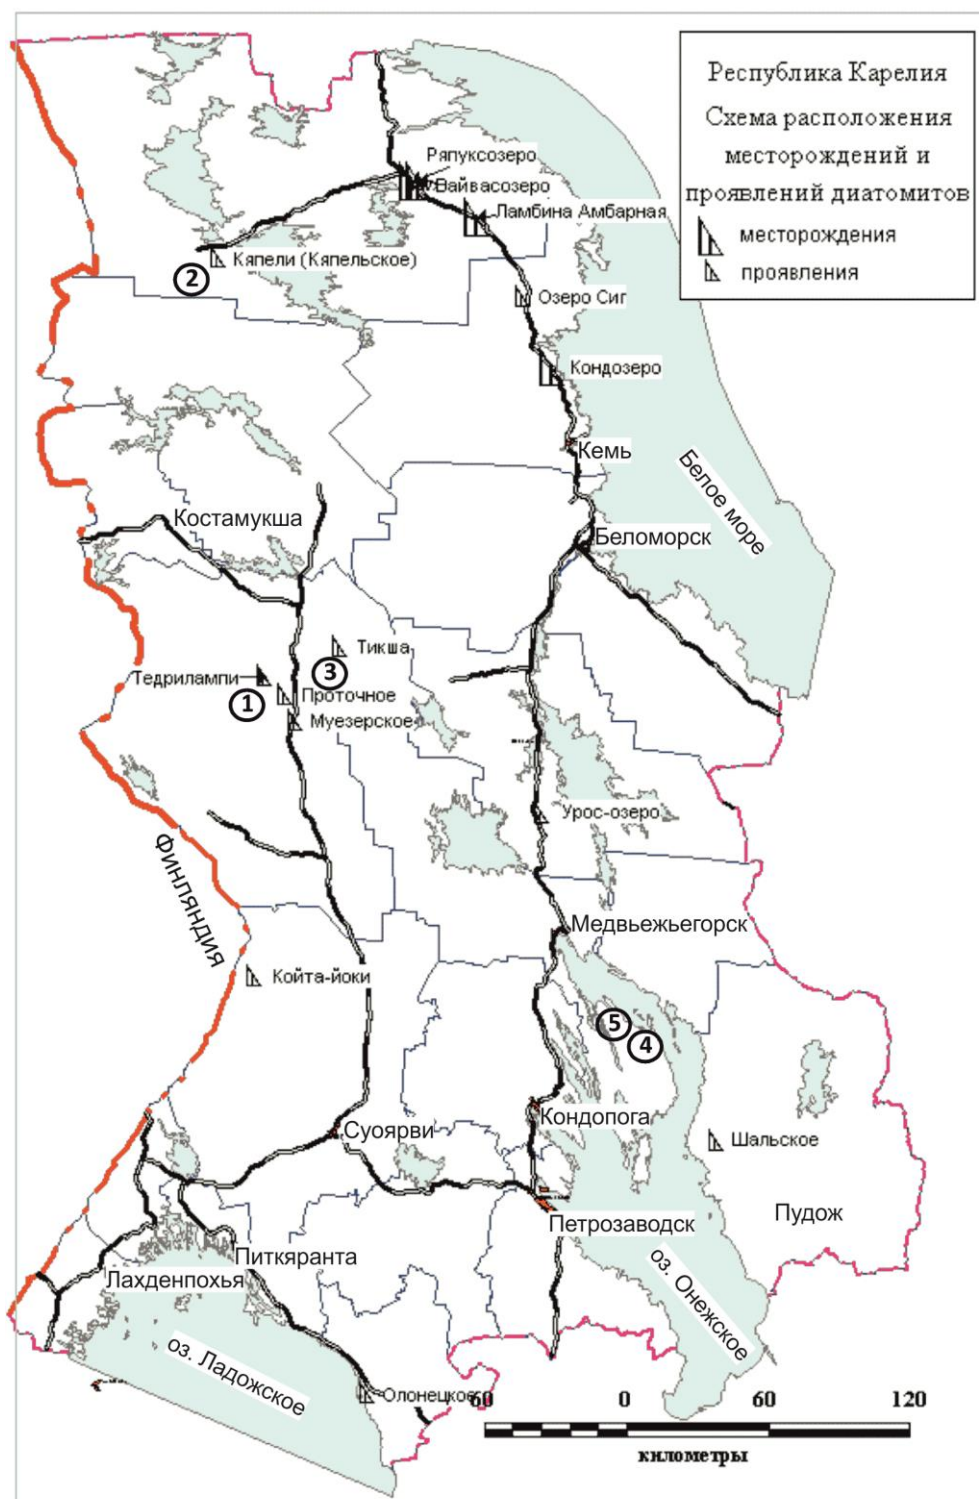 Республика Карелия
Схема расположения
месторождений и
проявлений диатомитов
месторождения
проявления
Ряпуксозеро
Вайвасозеро
Ламбина Амбарная
Кяпели (Кяпельское)
2
Озеро Сиг
Кондозеро
Кемь
Белое море
Костамукша
Беломорск
Тикша
3
Тедрилампи
1
Проточное
Муезерское
Урос-озеро
Финляндия
Медвьежьегорск
Койта-йоки
5
4
Кондопога
Суоярви
Шальское
Петрозаводск
Пудож
Питкяранта
Лахденпохья
оз. Онежское
оз. Ладожское
Олонецкое
60 0 60 120
километры